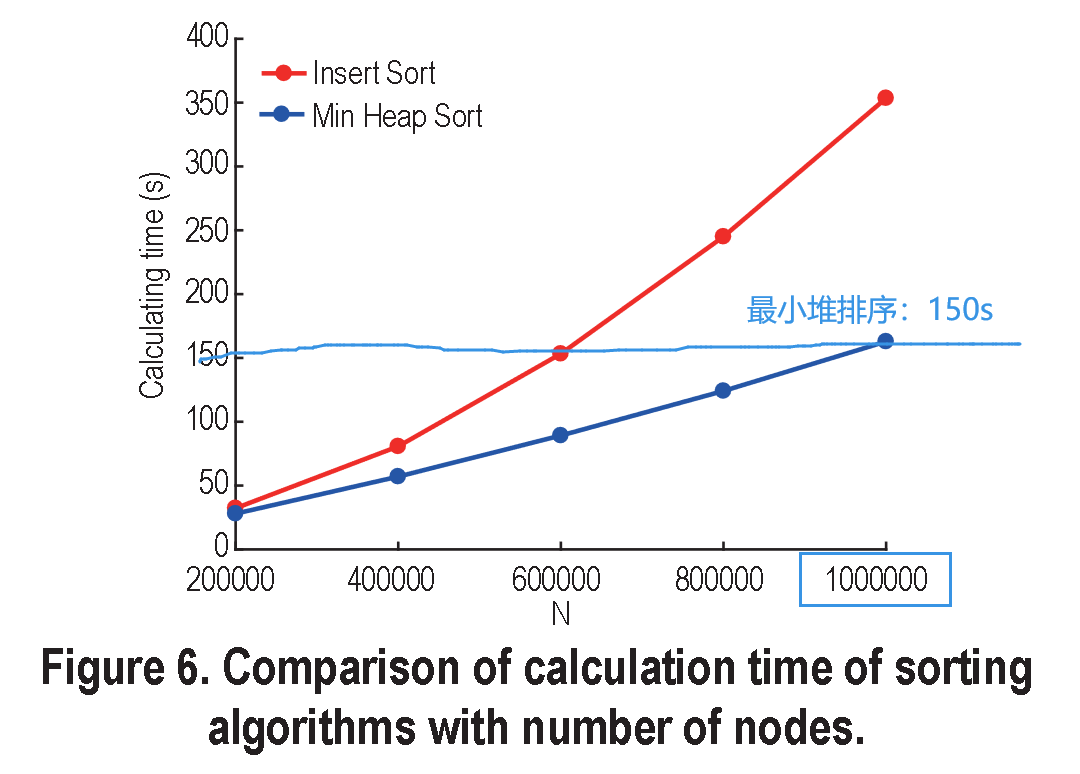 400
350
300
250
200
150
100
50
0
Calculating time (s)
Insert Sort
Min Heap Sort
最小堆排序：150s
200000 400000 600000 800000 1000000
N
Figure 6. Comparison of calculation time of sorting
algorithms with number of nodes.